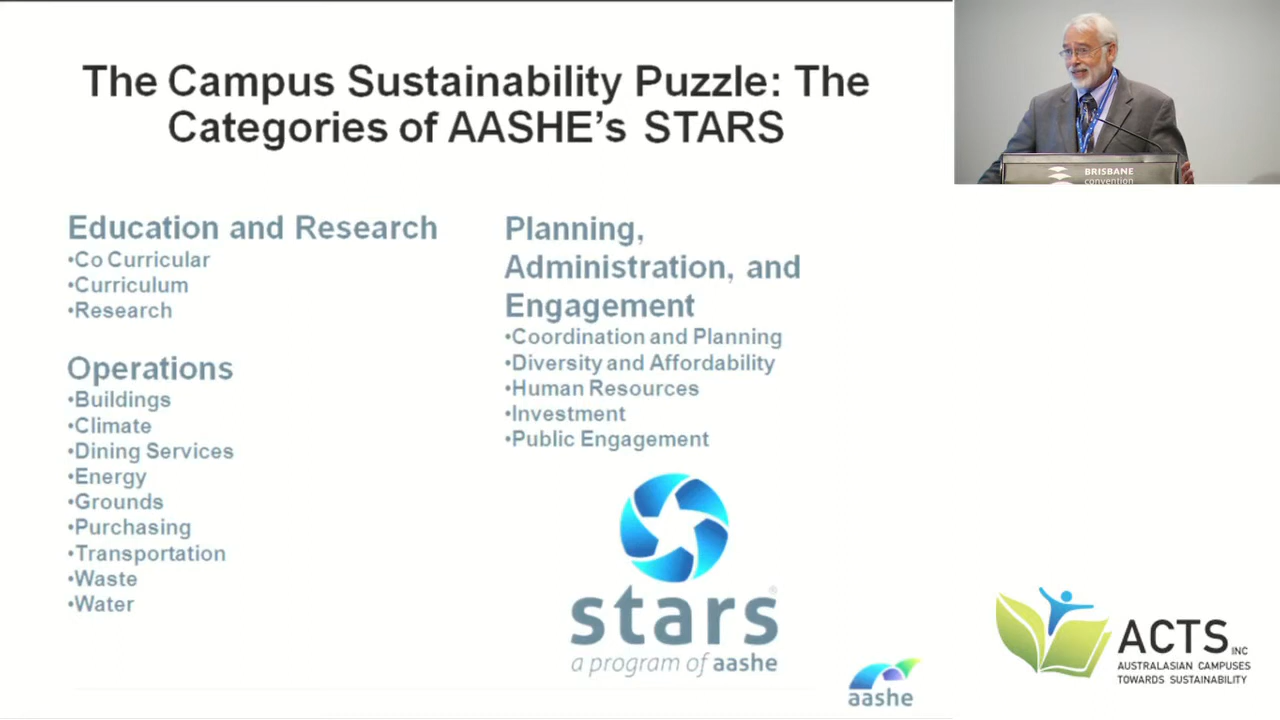 The Campus Sustainability Puzzle: The
Categories of AASHE's STARS
Education and Research
•Co Curricular
•Curriculum
•Research
Operations
•Buildings
•Climate
•Dining Services
•Energy
•Grounds
•Purchasing
•Transportation
•Waste
•Water
Planning,
Administration, and
Engagement
•Coordination and Planning
•Diversity and Affordability
•Human Resources
•Investment
•Public Engagement
stars®
a program of aashe
aashe
BRISBANE
convention
ACTS INC
AUSTRALASIAN CAMPUSES
TOWARDS SUSTAINABILITY